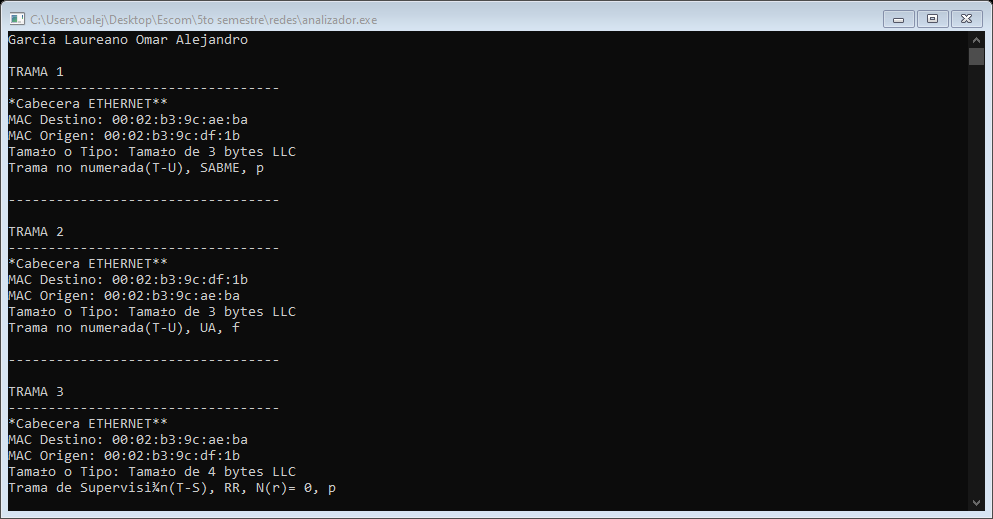 C:\Users\oalej\Desktop\Escom\5to semestre\redes\analizador.exe
Garcia Laureano Omar Alejandro
TRAMA 1
----------------------------------
*Cabecera ETHERNET**
MAC Destino: 00:02:b3:9c:ae:ba
MAC Origen: 00:02:b3:9c:df:1b
Tama±o o Tipo: Tama±o de 3 bytes LLC
Trama no numerada(T-U), SABME, p
----------------------------------
TRAMA 2
----------------------------------
*Cabecera ETHERNET**
MAC Destino: 00:02:b3:9c:df:1b
MAC Origen: 00:02:b3:9c:ae:ba
Tama±o o Tipo: Tama±o de 3 bytes LLC
Trama no numerada(T-U), UA, f
----------------------------------
TRAMA 3
----------------------------------
*Cabecera ETHERNET**
MAC Destino: 00:02:b3:9c:ae:ba
MAC Origen: 00:02:b3:9c:df:1b
Tama±o o Tipo: Tama±o de 4 bytes LLC
Trama de Supervisi¾n(T-S), RR, N(r)= 0, p